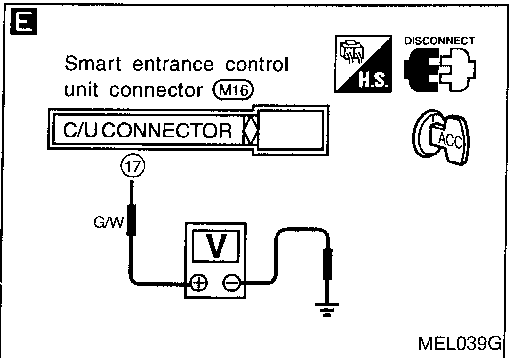 E
DISCONNECT
Smart entrance control
unit connector M16
H.S.
C/U CONNECTOR
ACC
17
G/W
V
+ −
MEL039G